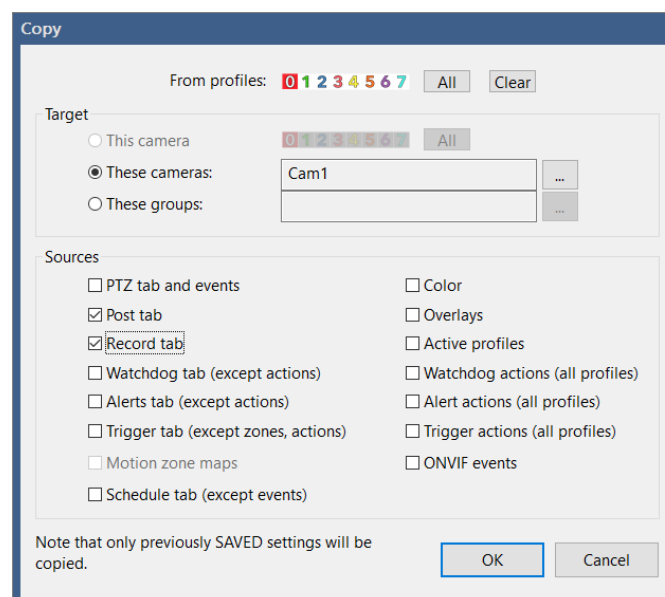 Copy
From profiles: 0 1 2 3 4 5 6 7 All Clear
Target
This camera 0 1 2 3 4 5 6 7 All
These cameras: Cam1 ...
These groups: ...
Sources
PTZ tab and events Color
Post tab Overlays
Record tab Active profiles
Watchdog tab (except actions) Watchdog actions (all profiles)
Alerts tab (except actions) Alert actions (all profiles)
Trigger tab (except zones, actions) Trigger actions (all profiles)
Motion zone maps ONVIF events
Schedule tab (except events)
Note that only previously SAVED settings will be
copied.
OK Cancel